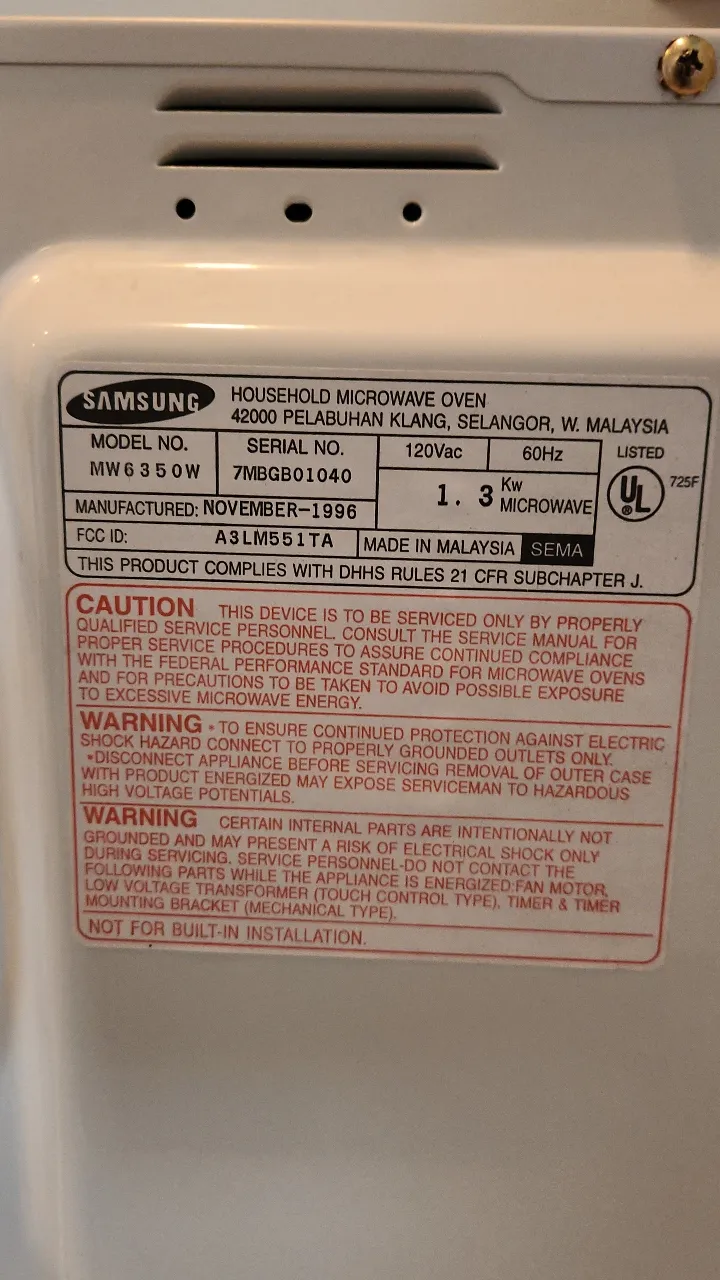 SAMSUNG
HOUSEHOLD MICROWAVE OVEN
42000 PELABUHAN KLANG, SELANGOR, W. MALAYSIA
MODEL NO.
MW6350W
SERIAL NO.
7MBGB01040
120Vac
60Hz
1.3 Kw
MICROWAVE
LISTED
UL
®
725F
MANUFACTURED: NOVEMBER-1996
FCC ID: A3LM551TA
MADE IN MALAYSIA SEMA
THIS PRODUCT COMPLIES WITH DHHS RULES 21 CFR SUBCHAPTER J.
CAUTION THIS DEVICE IS TO BE SERVICED ONLY BY PROPERLY
QUALIFIED SERVICE PERSONNEL. CONSULT THE SERVICE MANUAL FOR
PROPER SERVICE PROCEDURES TO ASSURE CONTINUED COMPLIANCE
WITH THE FEDERAL PERFORMANCE STANDARD FOR MICROWAVE OVENS
AND FOR PRECAUTIONS TO BE TAKEN TO AVOID POSSIBLE EXPOSURE
TO EXCESSIVE MICROWAVE ENERGY.
WARNING • TO ENSURE CONTINUED PROTECTION AGAINST ELECTRIC
SHOCK HAZARD CONNECT TO PROPERLY GROUNDED OUTLETS ONLY.
•DISCONNECT APPLIANCE BEFORE SERVICING REMOVAL OF OUTER CASE
WITH PRODUCT ENERGIZED MAY EXPOSE SERVICEMAN TO HAZARDOUS
HIGH VOLTAGE POTENTIALS.
WARNING CERTAIN INTERNAL PARTS ARE INTENTIONALLY NOT
GROUNDED AND MAY PRESENT A RISK OF ELECTRICAL SHOCK ONLY
DURING SERVICING. SERVICE PERSONNEL-DO NOT CONTACT THE
FOLLOWING PARTS WHILE THE APPLIANCE IS ENERGIZED:FAN MOTOR,
LOW VOLTAGE TRANSFORMER (TOUCH CONTROL TYPE), TIMER & TIMER
MOUNTING BRACKET (MECHANICAL TYPE).
NOT FOR BUILT-IN INSTALLATION.